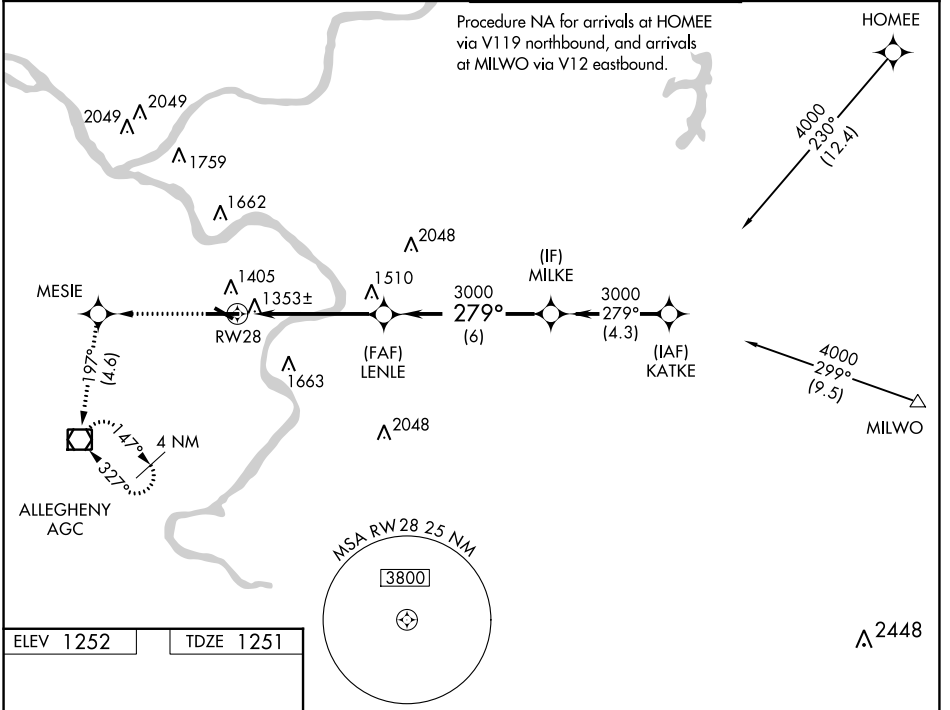 Procedure NA for arrivals at HOMEE
via V119 northbound, and arrivals
at MILWO via V12 eastbound.
HOMEE
4000
230°
(12.4)
2049
2049
1759
1662
2048
(IF)
MILKE
1405
1510
MESIE
1353±
3000
279°
(6)
3000
279°
(4.3)
RW28
(FAF)
LENLE
(IAF)
KATKE
197°
(4.6)
1663
4000
299°
(9.5)
MILWO
147°
4 NM
327°
2048
ALLEGHENY
AGC
MSA RW 28 25 NM
3800
ELEV 1252
TDZE 1251
2448